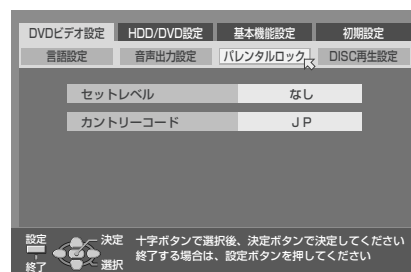 DVDビデオ設定 HDD/DVD設定 基本機能設定 初期設定
言語設定 音声出力設定 パレンタルロック DISC再生設定
セットレベル なし
カントリーコード JP
設定 決定 十字ボタンで選択後、決定ボタンで決定してください
終了 選択 終了する場合は、設定ボタンを押してください